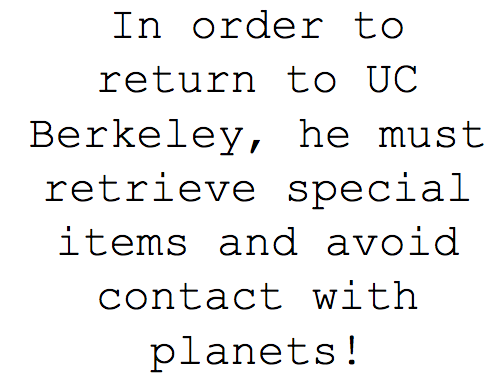 In order to
return to UC
Berkeley, he must
retrieve special
items and avoid
contact with
planets!